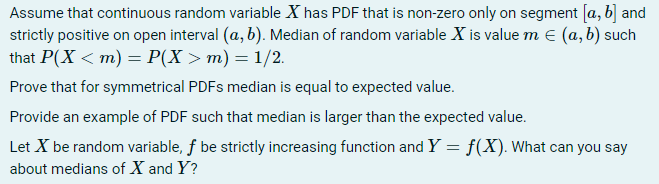 Assume that continuous random variable X has PDF that is non-zero only on segment [a, b] and
strictly positive on open interval (a, b). Median of random variable X is value m ∈ (a, b) such
that P(X < m) = P(X > m) = 1/2.
Prove that for symmetrical PDFs median is equal to expected value.
Provide an example of PDF such that median is larger than the expected value.
Let X be random variable, f be strictly increasing function and Y = f(X). What can you say
about medians of X and Y?